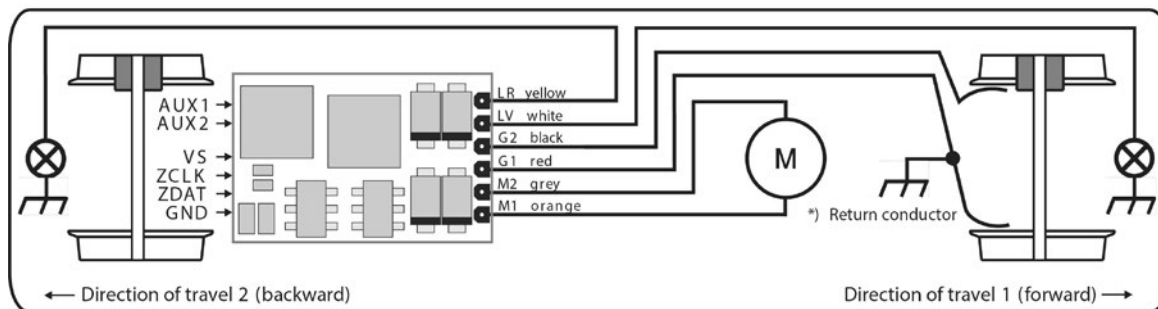 AUX1
AUX2
VS
ZCLK
ZDAT
GND
LR yellow
LV white
G2 black
G1 red
M2 grey
M1 orange
M
*) Return conductor
← Direction of travel 2 (backward)
Direction of travel 1 (forward) →